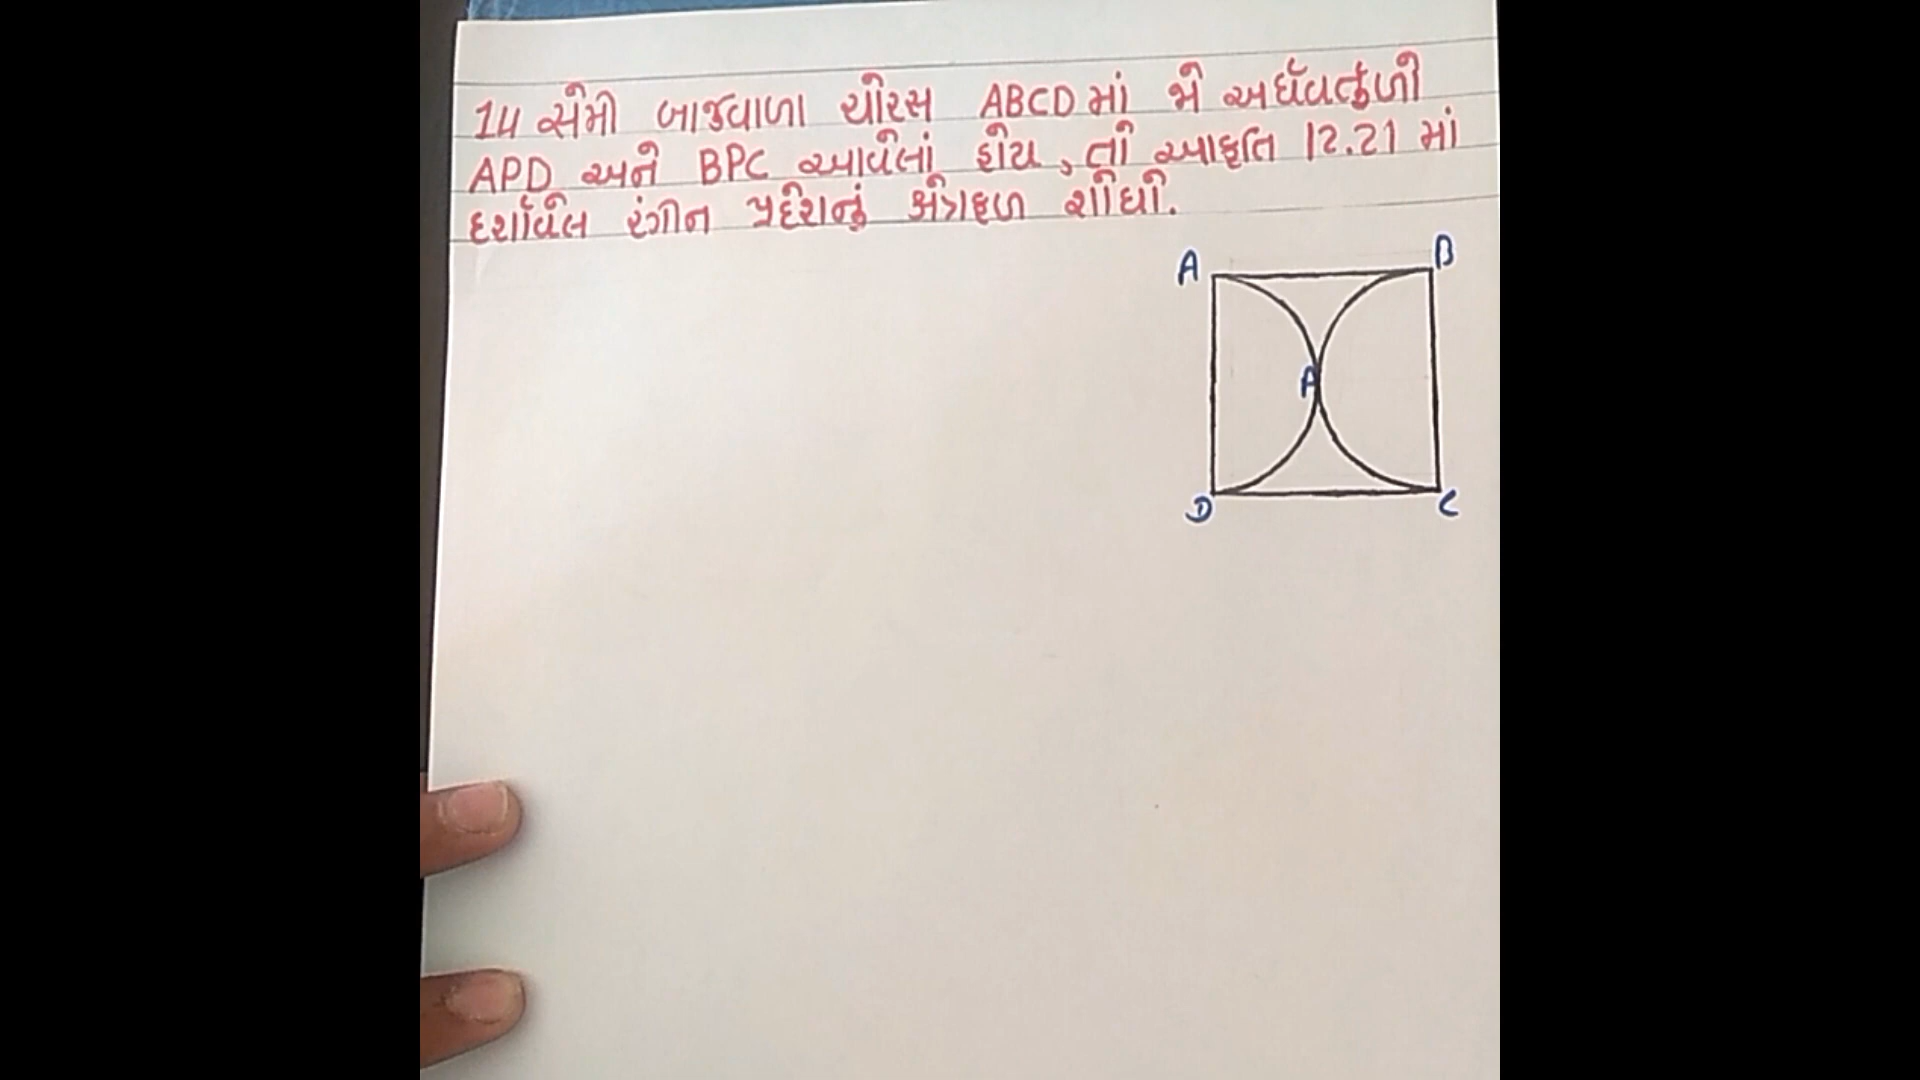 14 સેમી બાજુવાળા ચોરસ ABCD માં બે અર્ધવર્તુળો
APD અને BPC આવેલાં હોય, તો આકૃતિ 12.21 માં
દર્શાવેલ રંગીન પ્રદેશનું ક્ષેત્રફળ શોધો.
A B
P
D C